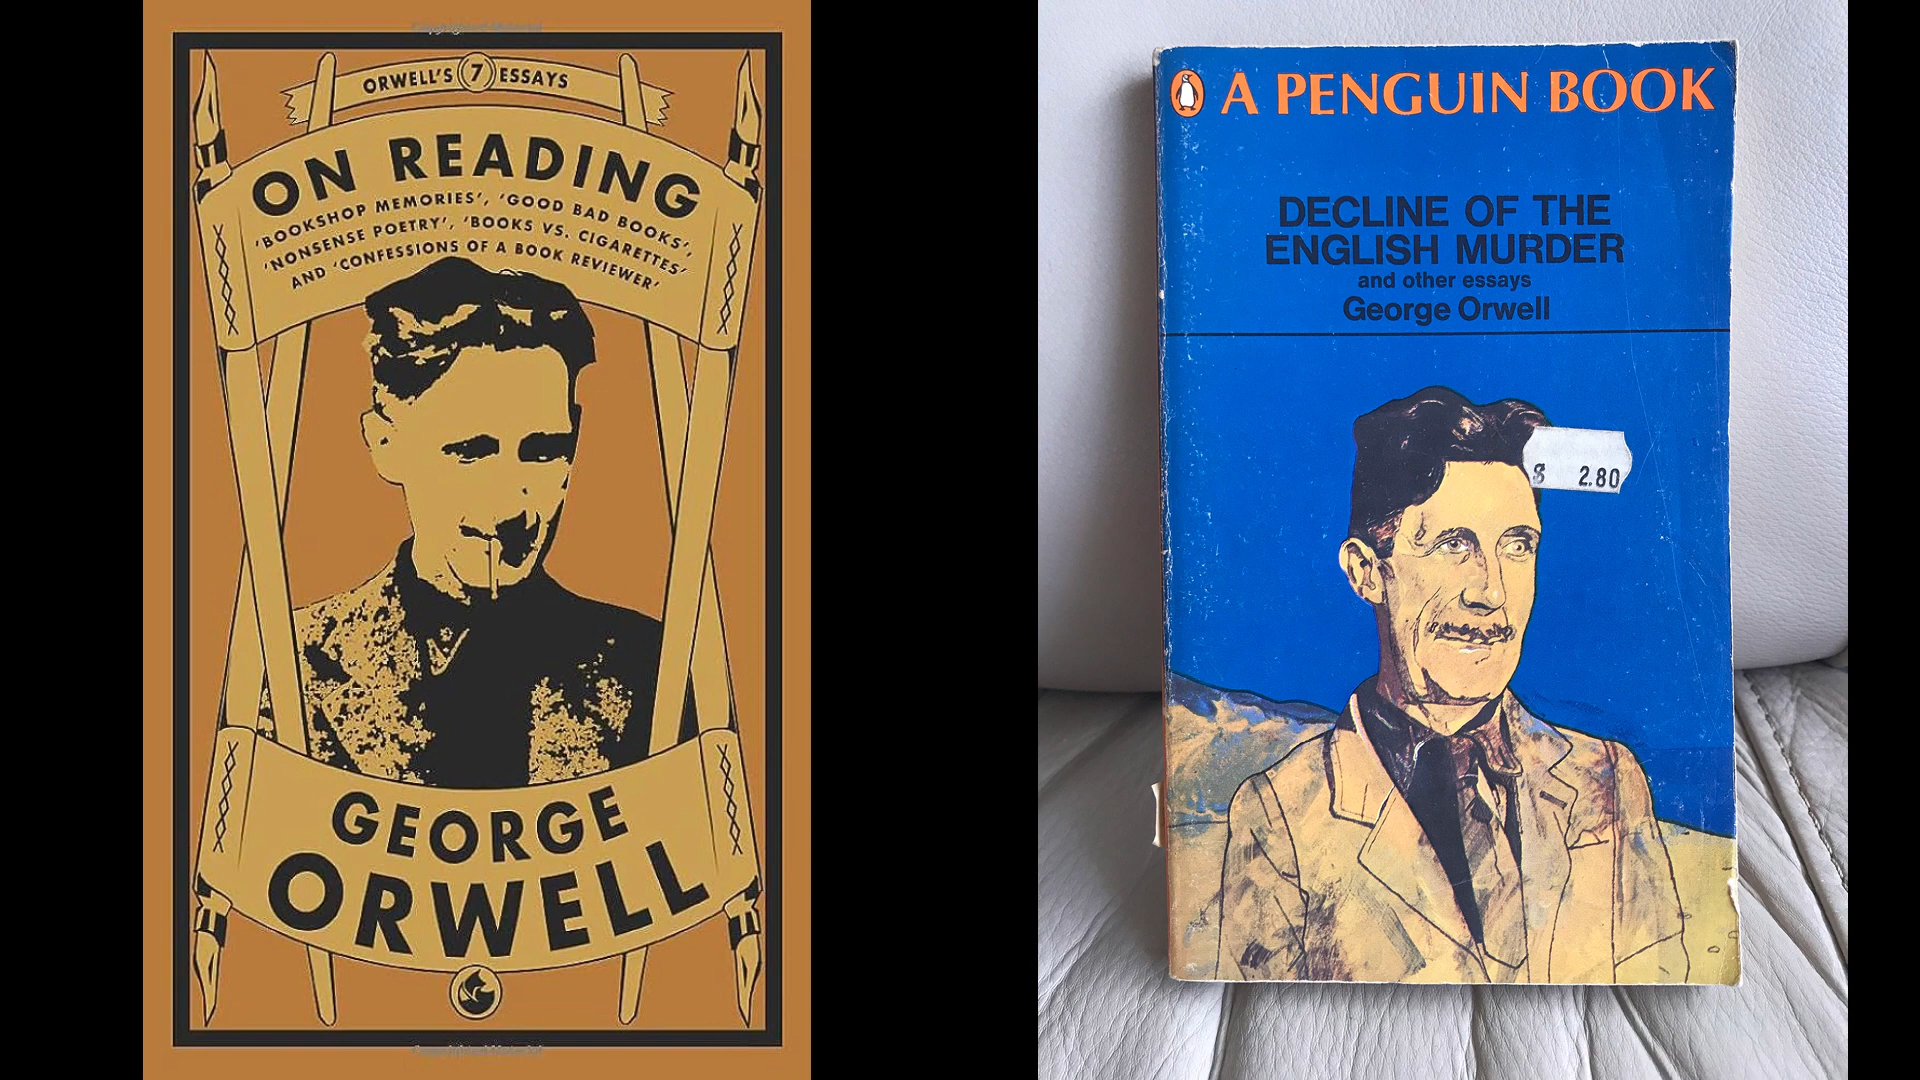 ORWELL'S 7 ESSAYS
ON READING
'BOOKSHOP MEMORIES', 'GOOD BAD BOOKS',
'NONSENSE POETRY', 'BOOKS VS. CIGARETTES'
AND 'CONFESSIONS OF A BOOK REVIEWER'
GEORGE
ORWELL
A PENGUIN BOOK
DECLINE OF THE
ENGLISH MURDER
and other essays
George Orwell
$ 2.80